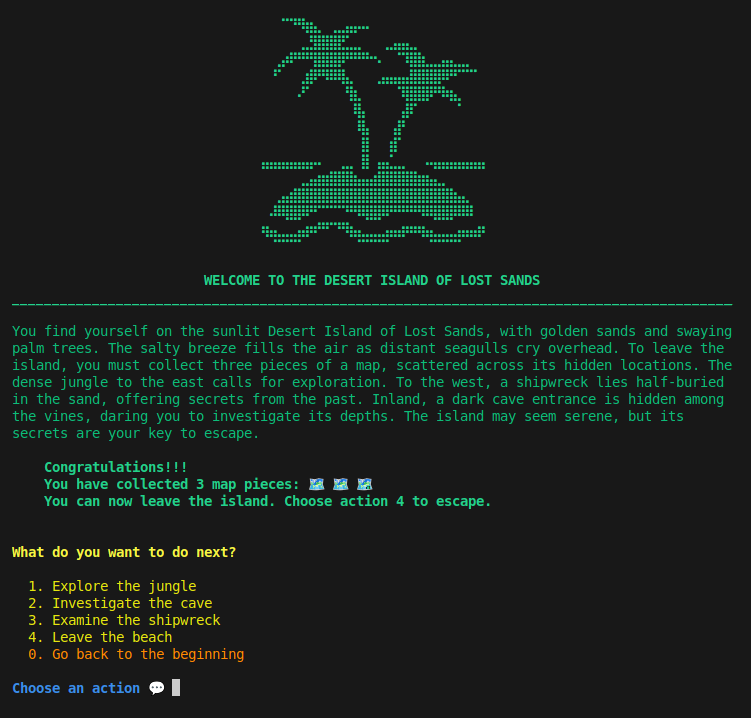 WELCOME TO THE DESERT ISLAND OF LOST SANDS
You find yourself on the sunlit Desert Island of Lost Sands, with golden sands and swaying
palm trees. The salty breeze fills the air as distant seagulls cry overhead. To leave the
island, you must collect three pieces of a map, scattered across its hidden locations. The
dense jungle to the east calls for exploration. To the west, a shipwreck lies half-buried
in the sand, offering secrets from the past. Inland, a dark cave entrance is hidden among
the vines, daring you to investigate its depths. The island may seem serene, but its
secrets are your key to escape.
Congratulations!!!
You have collected 3 map pieces: 🗺️ 🗺️ 🗺️
You can now leave the island. Choose action 4 to escape.
What do you want to do next?
1. Explore the jungle
2. Investigate the cave
3. Examine the shipwreck
4. Leave the beach
0. Go back to the beginning
Choose an action 💬